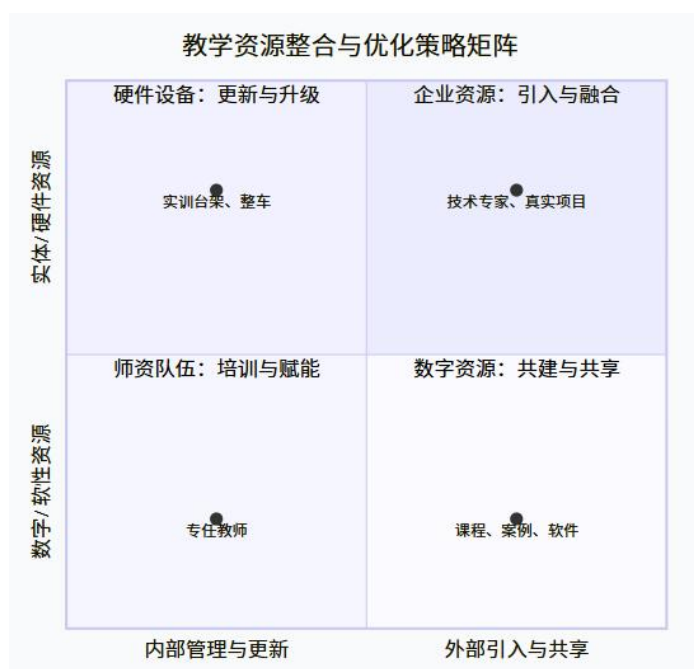 教学资源整合与优化策略矩阵
硬件设备：更新与升级
企业资源：引入与融合
实体/硬件资源
实训台架、整车
技术专家、真实项目
师资队伍：培训与赋能
数字资源：共建与共享
数字/软性资源
专任教师
课程、案例、软件
内部管理与更新
外部引入与共享